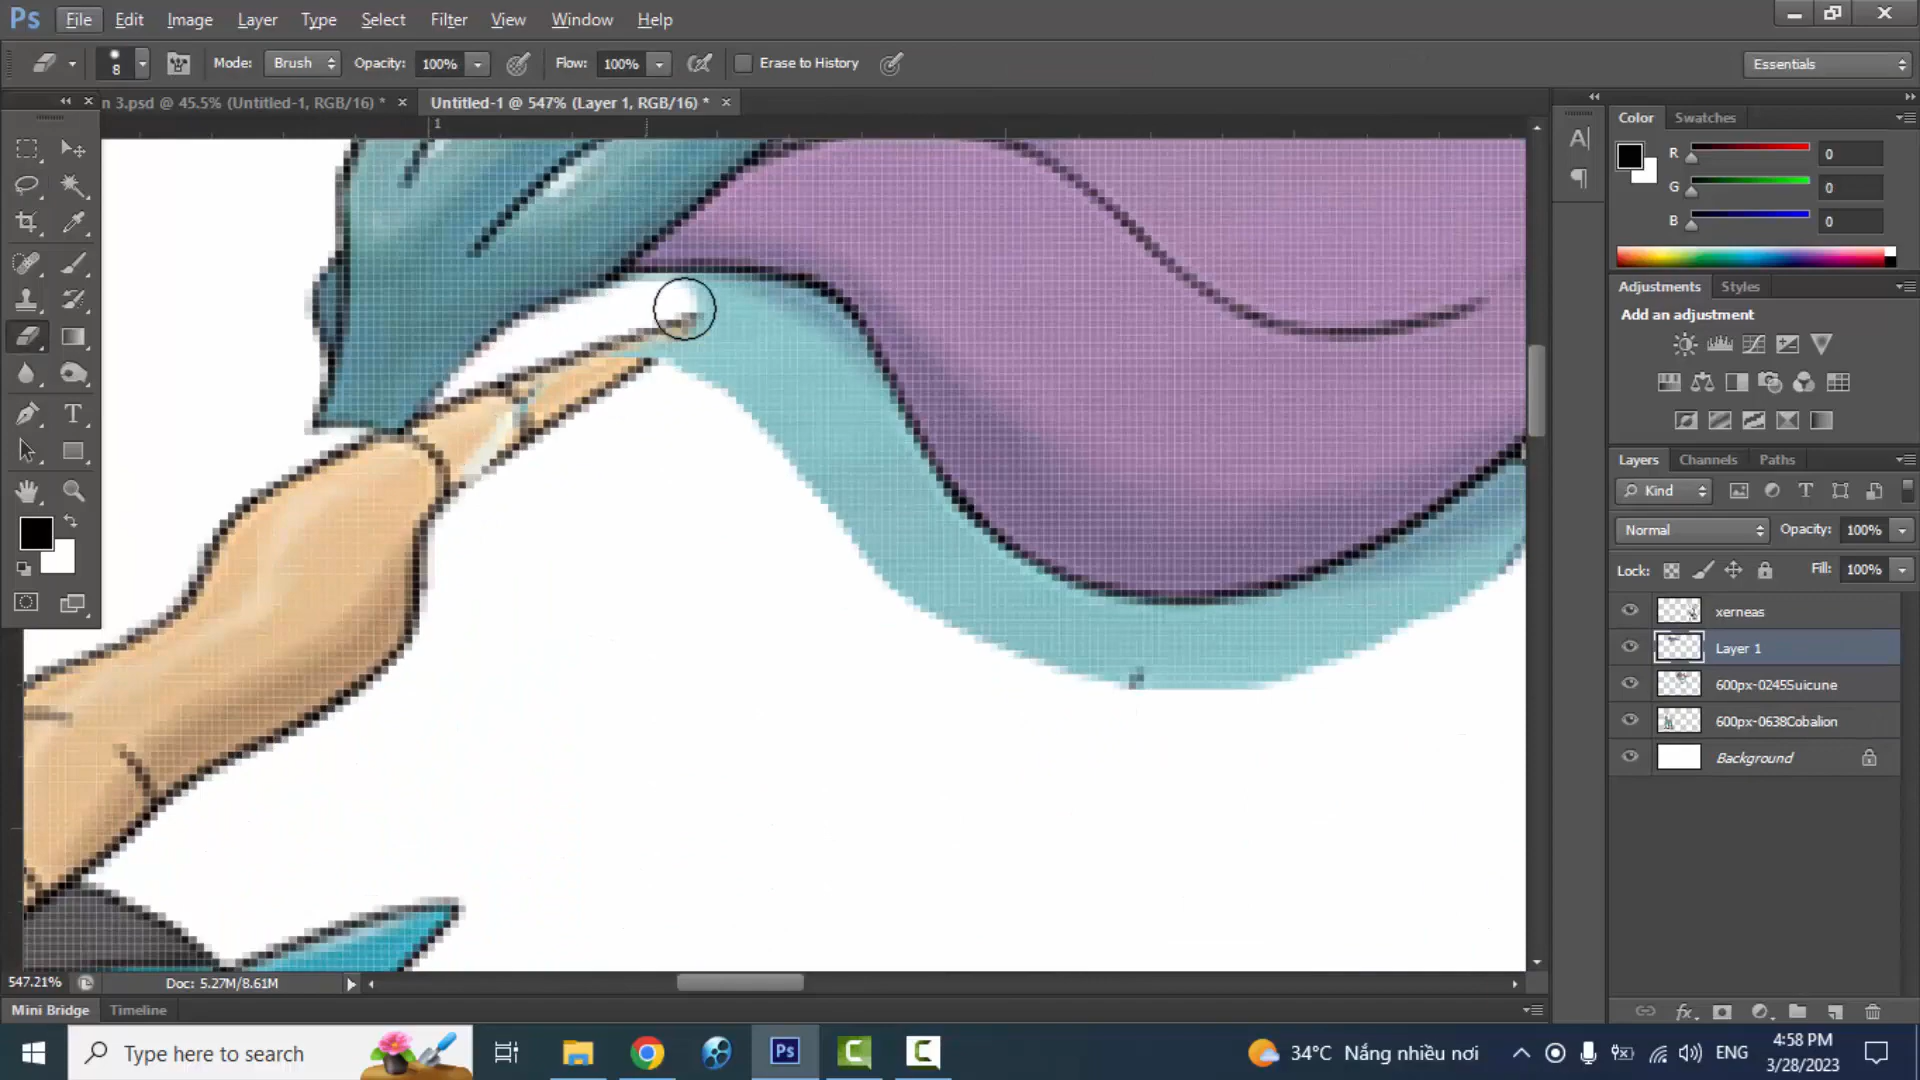 Ps File Edit Image Layer Type Select Filter View Window Help
8 Mode: Brush Opacity: 100% Flow: 100% Erase to History Essentials
n 3.psd @ 45.5% (Untitled-1, RGB/16) * × Untitled-1 @ 547% (Layer 1, RGB/16) * ×
1
Color Swatches
R 0
G 0
B 0
Adjustments Styles
Add an adjustment
Layers Channels Paths
Kind
Normal Opacity: 100%
Lock: Fill: 100%
xerneas
Layer 1
600px-0245Suicune
600px-0638Cobalion
Background
547.21% Doc: 5.27M/8.61M
Mini Bridge Timeline
Type here to search Ps 34°C Nắng nhiều nơi ENG 4:58 PM
3/28/2023